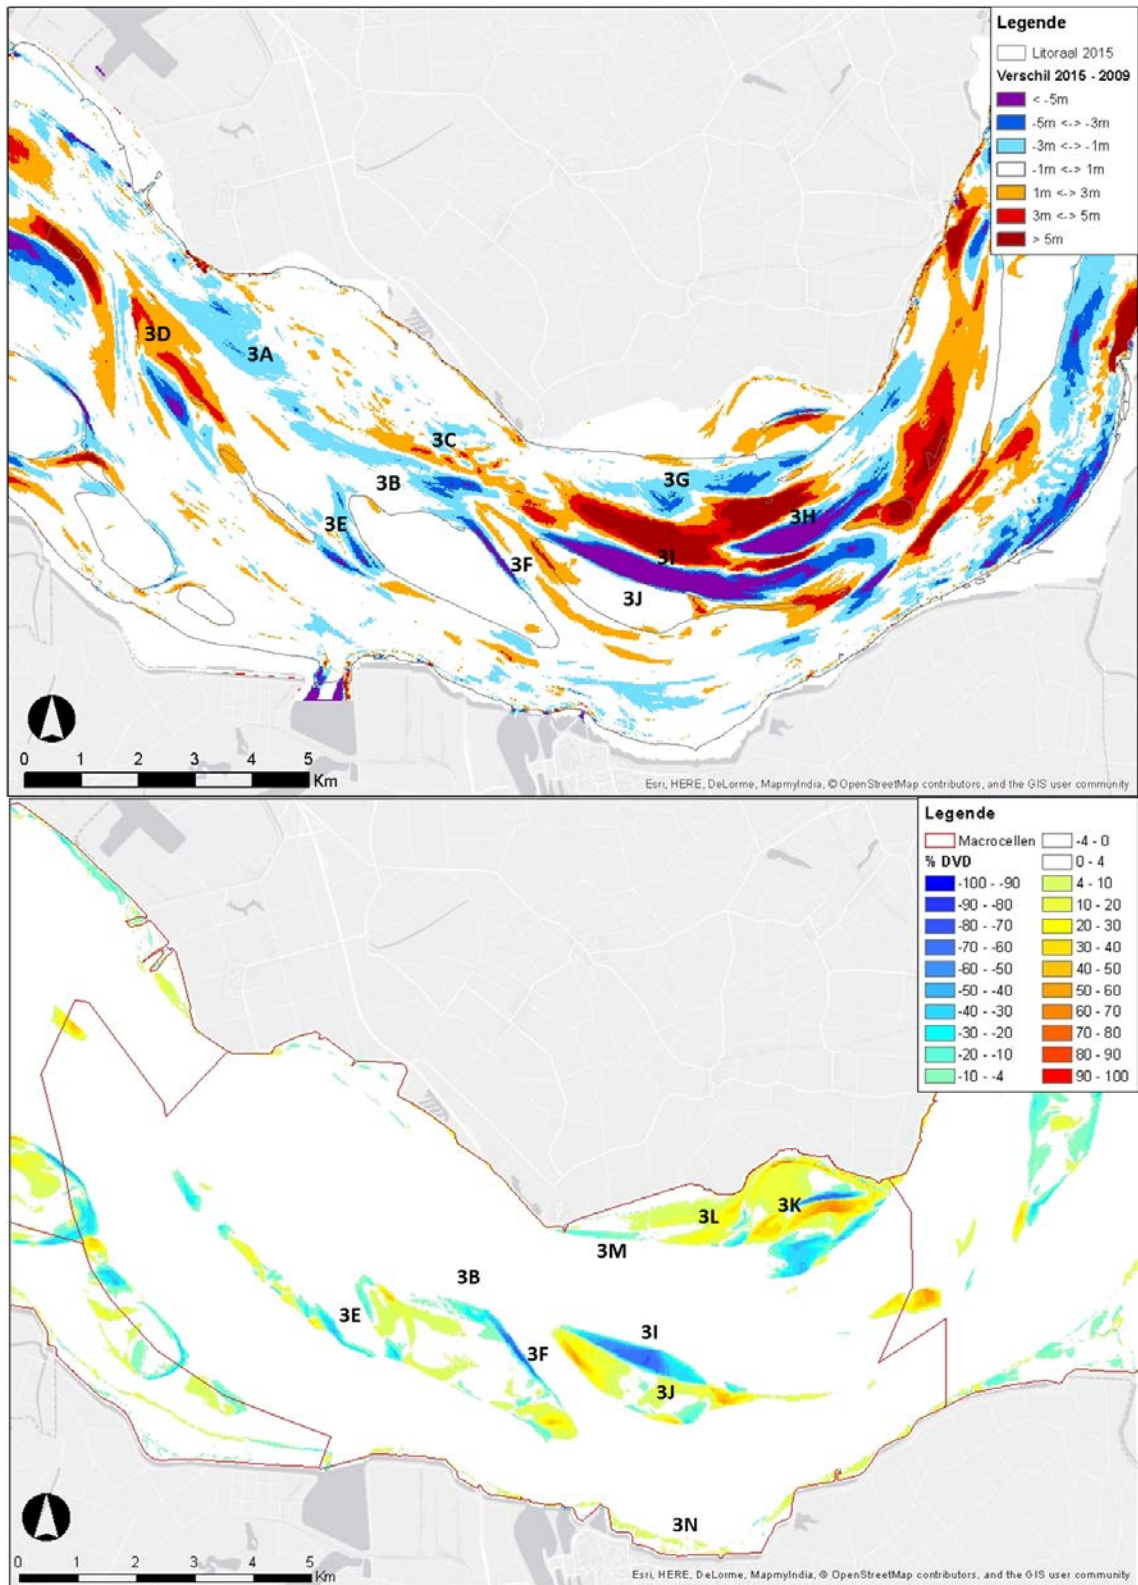 Legende
Litoraal 2015
Verschil 2015 - 2009
< -5m
-5m <-> -3m
-3m <-> -1m
-1m <-> 1m
1m <-> 3m
3m <-> 5m
> 5m
3D
3A
3C
3B
3G
3E
3H
3F
3I
3J
0 1 2 3 4 5
Km
Esri, HERE, DeLorme, MapmyIndia, © OpenStreetMap contributors, and the GIS user community
Legende
Macrocellen
% DVD
-100 - -90
-90 - -80
-80 - -70
-70 - -60
-60 - -50
-50 - -40
-40 - -30
-30 - -20
-20 - -10
-10 - -4
-4 - 0
0 - 4
4 - 10
10 - 20
20 - 30
30 - 40
40 - 50
50 - 60
60 - 70
70 - 80
80 - 90
90 - 100
3K
3L
3M
3B
3E
3I
3F
3J
3N
0 1 2 3 4 5
Km
Esri, HERE, DeLorme, MapmyIndia, © OpenStreetMap contributors, and the GIS user community